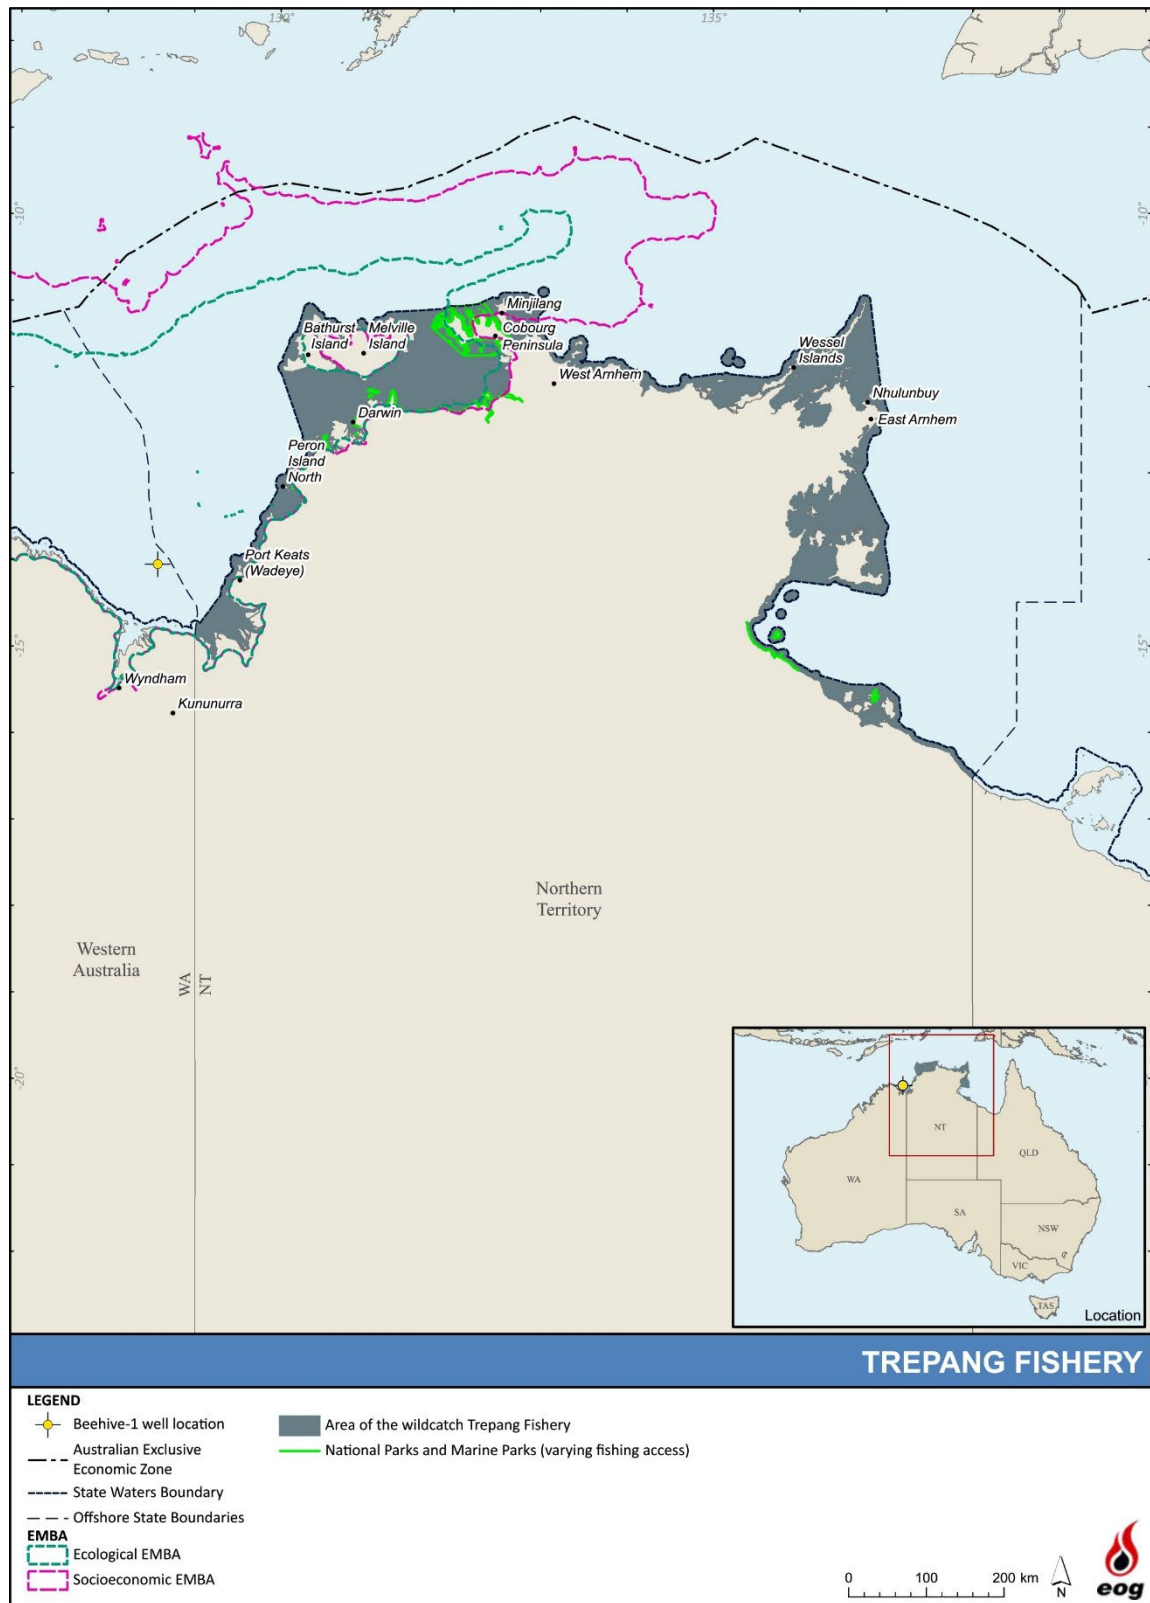 130°
135°
-10°
-10°
Minjilang
Bathurst
Island
Melville
Island
Cobourg
Peninsula
Wessel
Islands
West Arnhem
Nhulunbuy
Darwin
East Arnhem
Peron
Island
North
Port Keats
(Wadeye)
-15°
-15°
Wyndham
Kununurra
Northern
Territory
Western
Australia
WA
NT
-20°
NT
QLD
WA
SA
NSW
VIC
TAS
Location
TREPANG FISHERY
LEGEND
Beehive-1 well location
Australian Exclusive
Economic Zone
State Waters Boundary
Offshore State Boundaries
EMBA
Ecological EMBA
Socioeconomic EMBA
Area of the wildcatch Trepang Fishery
National Parks and Marine Parks (varying fishing access)
0 100 200 km
N
eog